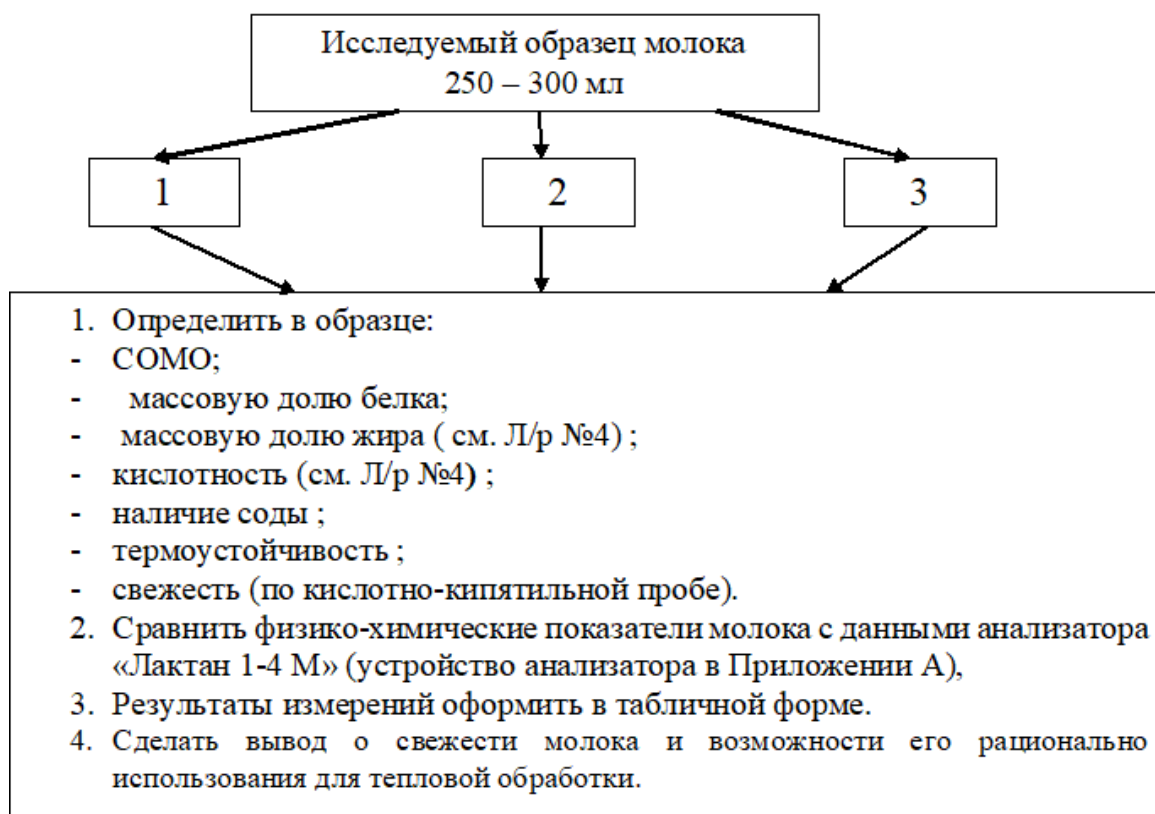 Исследуемый образец молока
250 – 300 мл
1
2
3
1. Определить в образце:
- СОМО;
- массовую долю белка;
- массовую долю жира ( см. Л/р №4) ;
- кислотность (см. Л/р №4) ;
- наличие соды ;
- термоустойчивость ;
- свежесть (по кислотно-кипятильной пробе).
2. Сравнить физико-химические показатели молока с данными анализатора
«Лактан 1-4 М» (устройство анализатора в Приложении А),
3. Результаты измерений оформить в табличной форме.
4. Сделать вывод о свежести молока и возможности его рационально
использования для тепловой обработки.